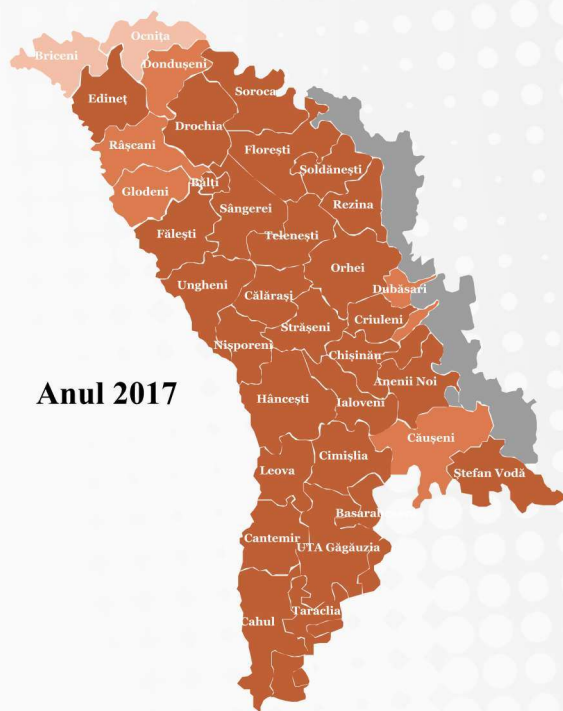 Ocnița
Briceni
Dondușeni
Edineț
Soroca
Drochia
Râșcani
Florești
Șoldănești
Bălți
Glodeni
Sângerei
Rezina
Fălești
Telenești
Orhei
Ungheni
Dubăsari
Călărași
Criuleni
Strășeni
Nisporeni
Chișinău
Anenii Noi
Anul 2017
Hâncești
Ialoveni
Căușeni
Cimișlia
Leova
Ștefan Vodă
Basara
Cantemir
UTA Găgăuzia
Taraclia
Cahul